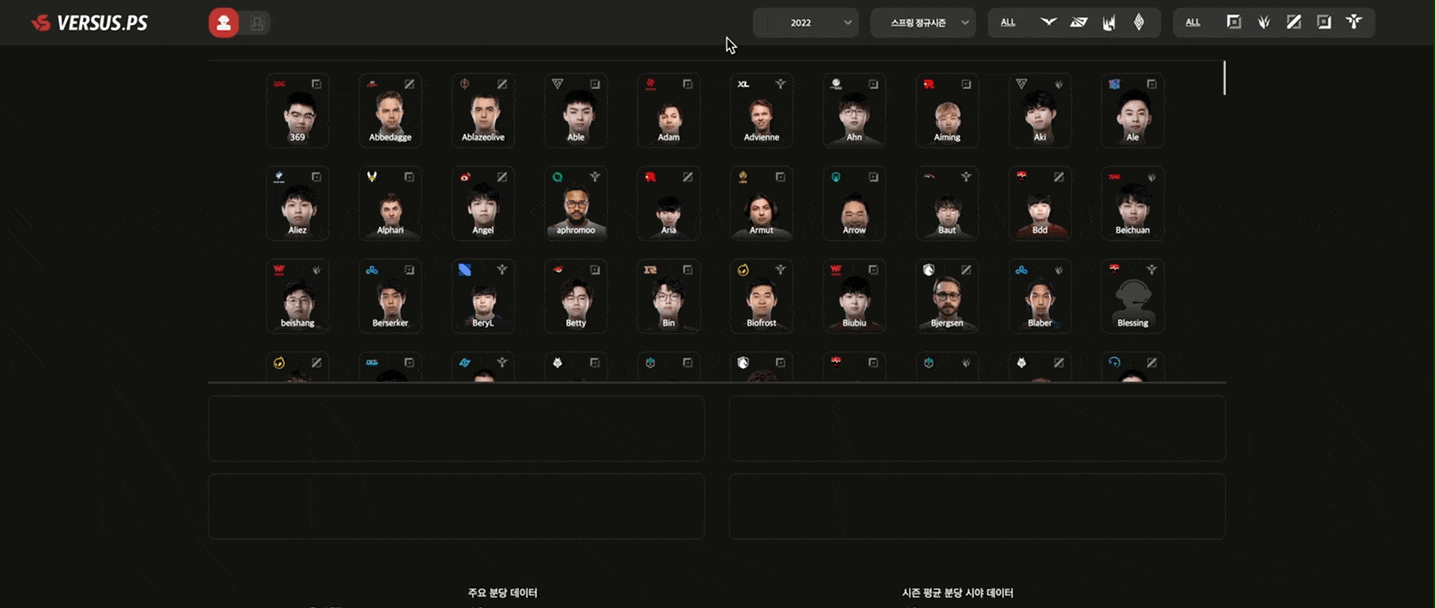 VERSUS.PS
2022
스프링 정규시즌
ALL
ALL
369
Abbedagge
Ablazeolive
Able
Adam
Advienne
Ahn
Aiming
Aki
Ale
Aliez
Alphari
Angel
aphromoo
Aria
Armut
Arrow
Baut
Bdd
Beichuan
beishang
Berserker
BeryL
Betty
Bin
Biofrost
Biubiu
Bjergsen
Blaber
Blessing
주요 분당 데이터
시즌 평균 분당 시야 데이터